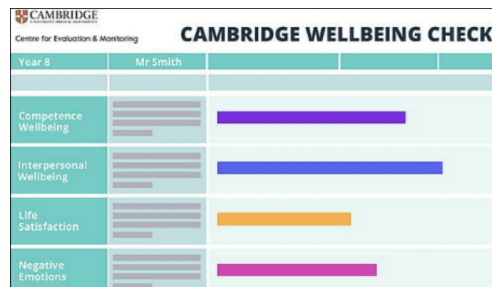 CAMBRIDGE
UNIVERSITY PRESS & ASSESSMENT
Centre for Evaluation & Monitoring
CAMBRIDGE WELLBEING CHECK
Year 8
Mr Smith
Competence
Wellbeing
Interpersonal
Wellbeing
Life
Satisfaction
Negative
Emotions